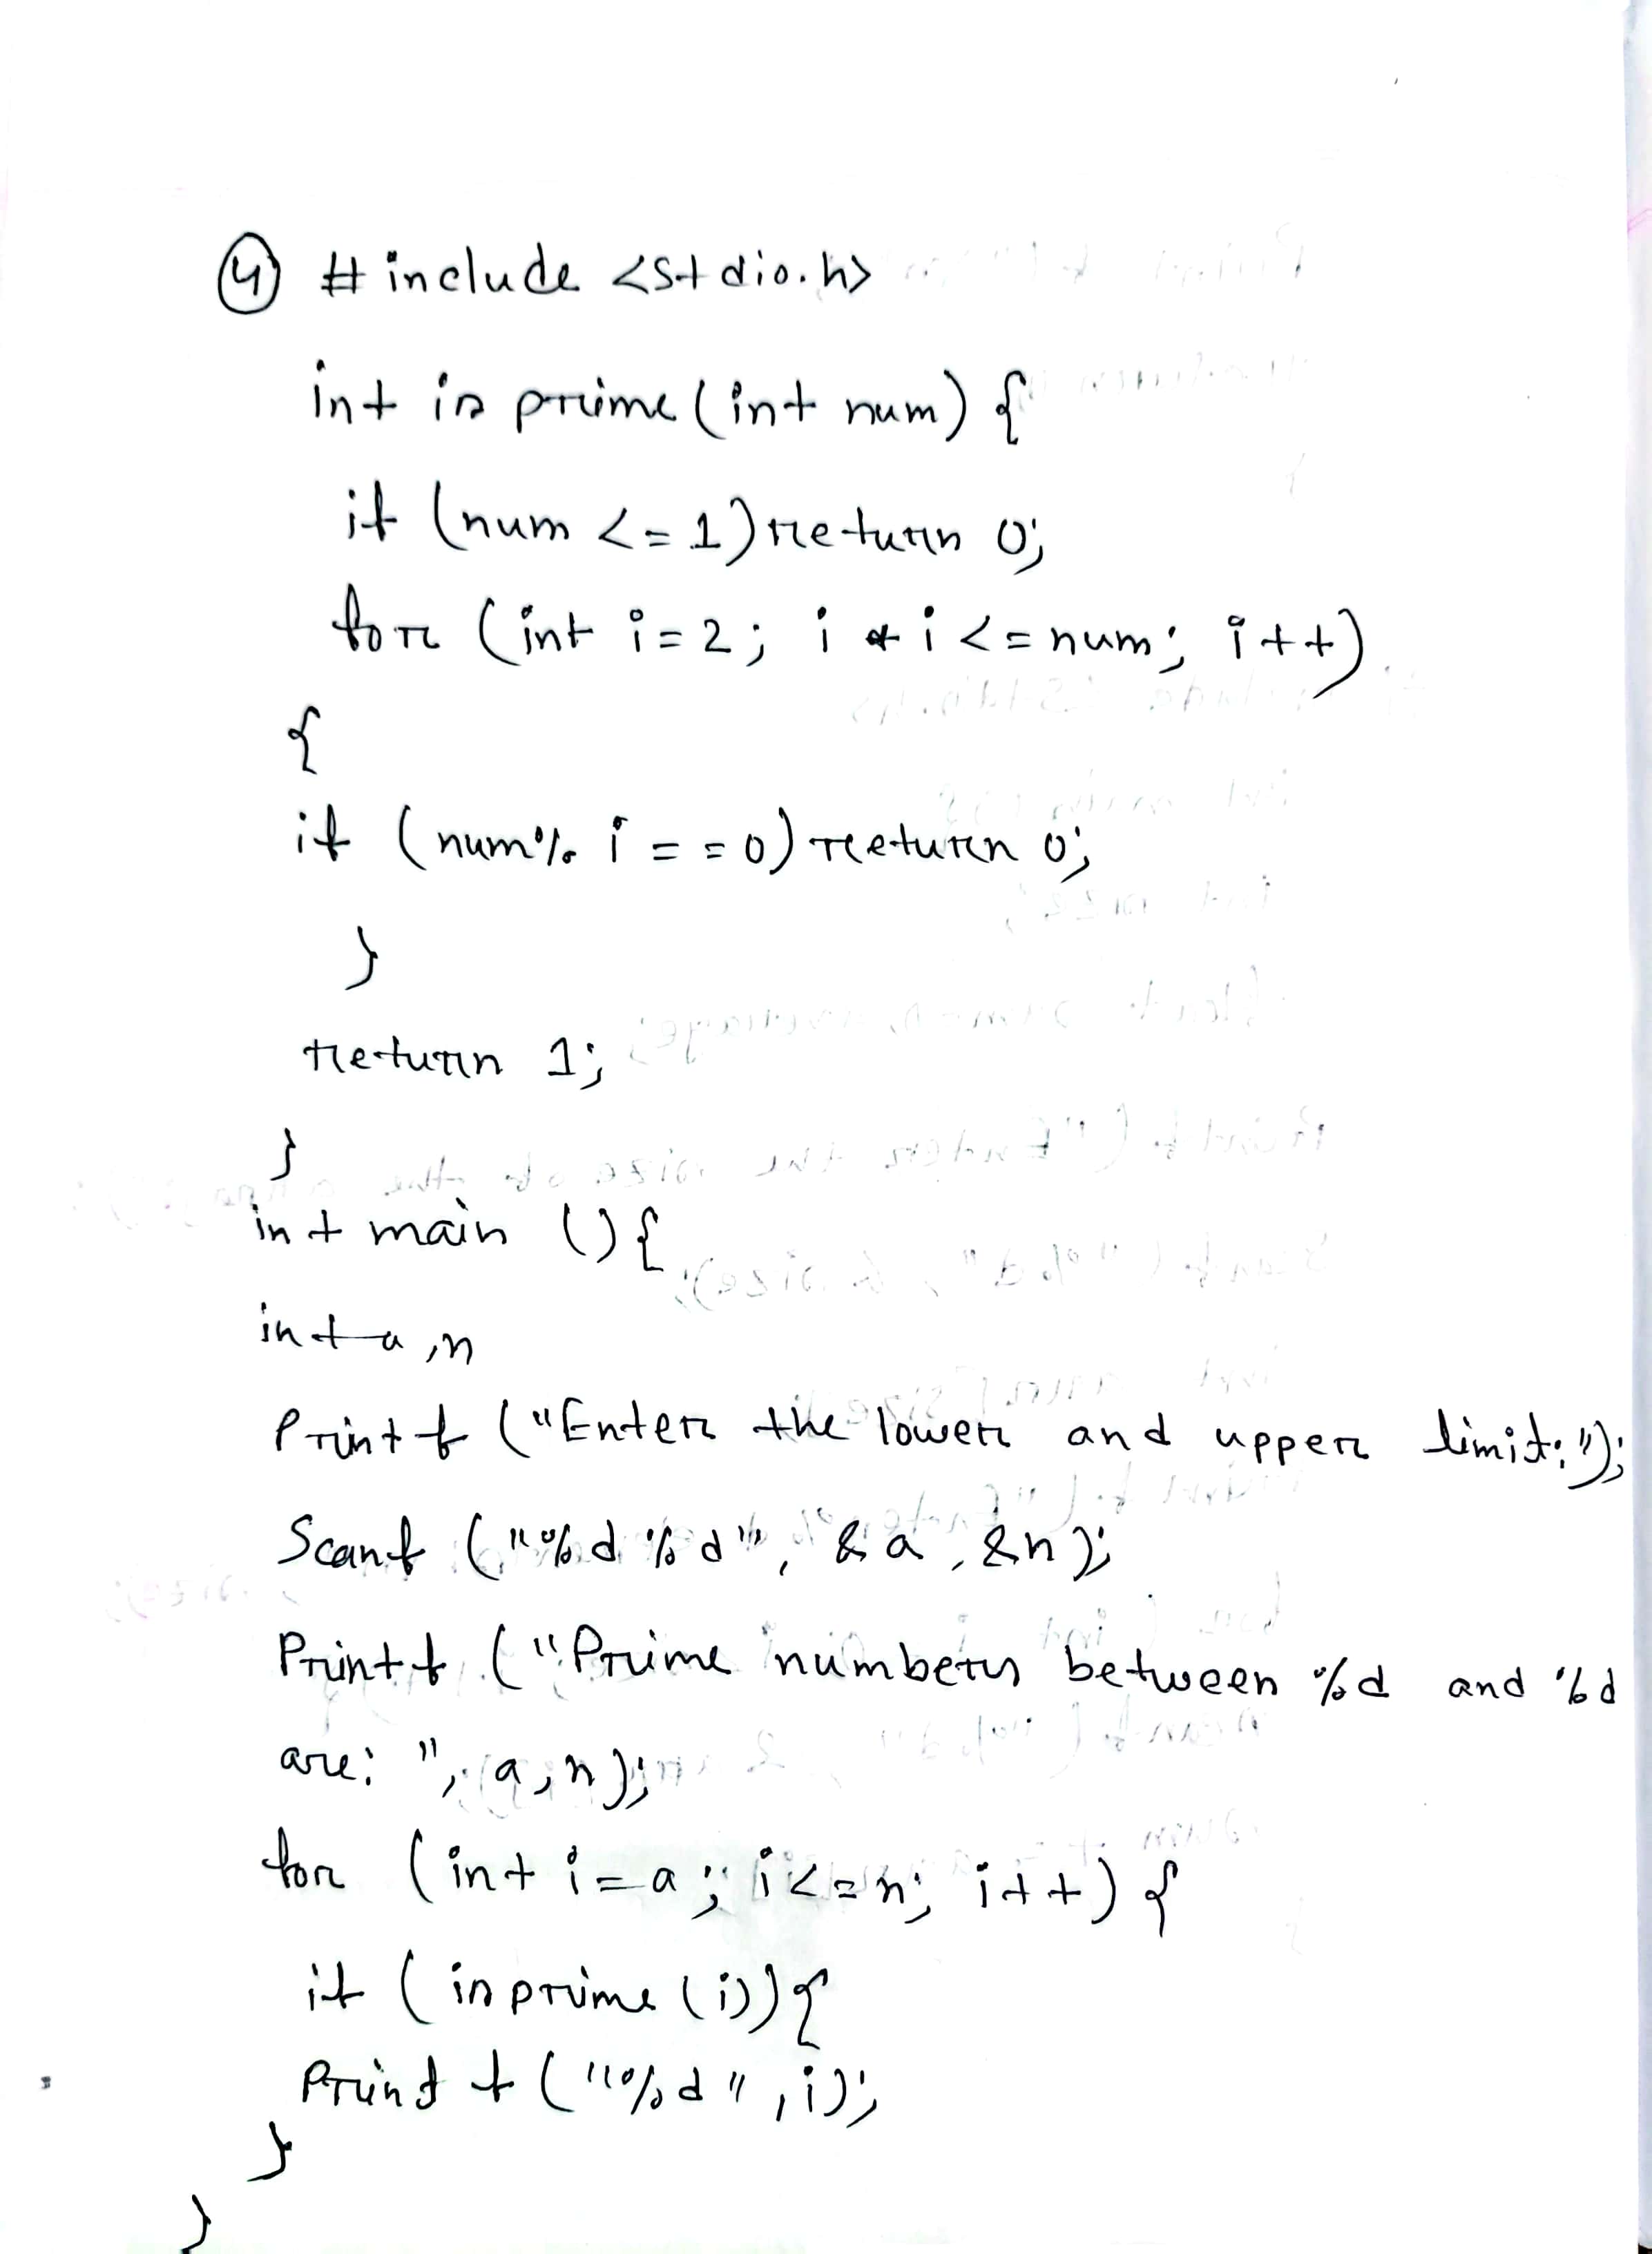 4 #include <stdio.h>
int is prime (int num) {
if (num <= 1) return 0;
for (int i = 2; i * i <= num; i++)
{
if (num % i == 0) return 0;
}
return 1;
}
int main () {
int a, n
Printf ("Enter the lower and upper limit:");
Scanf ("%d %d", &a, &n);
Printf ("Prime numbers between %d and %d
are: ", a, n);
for (int i = a; i <= n; i++) {
if (isprime (i)) {
Printf ("%d", i);
}
}